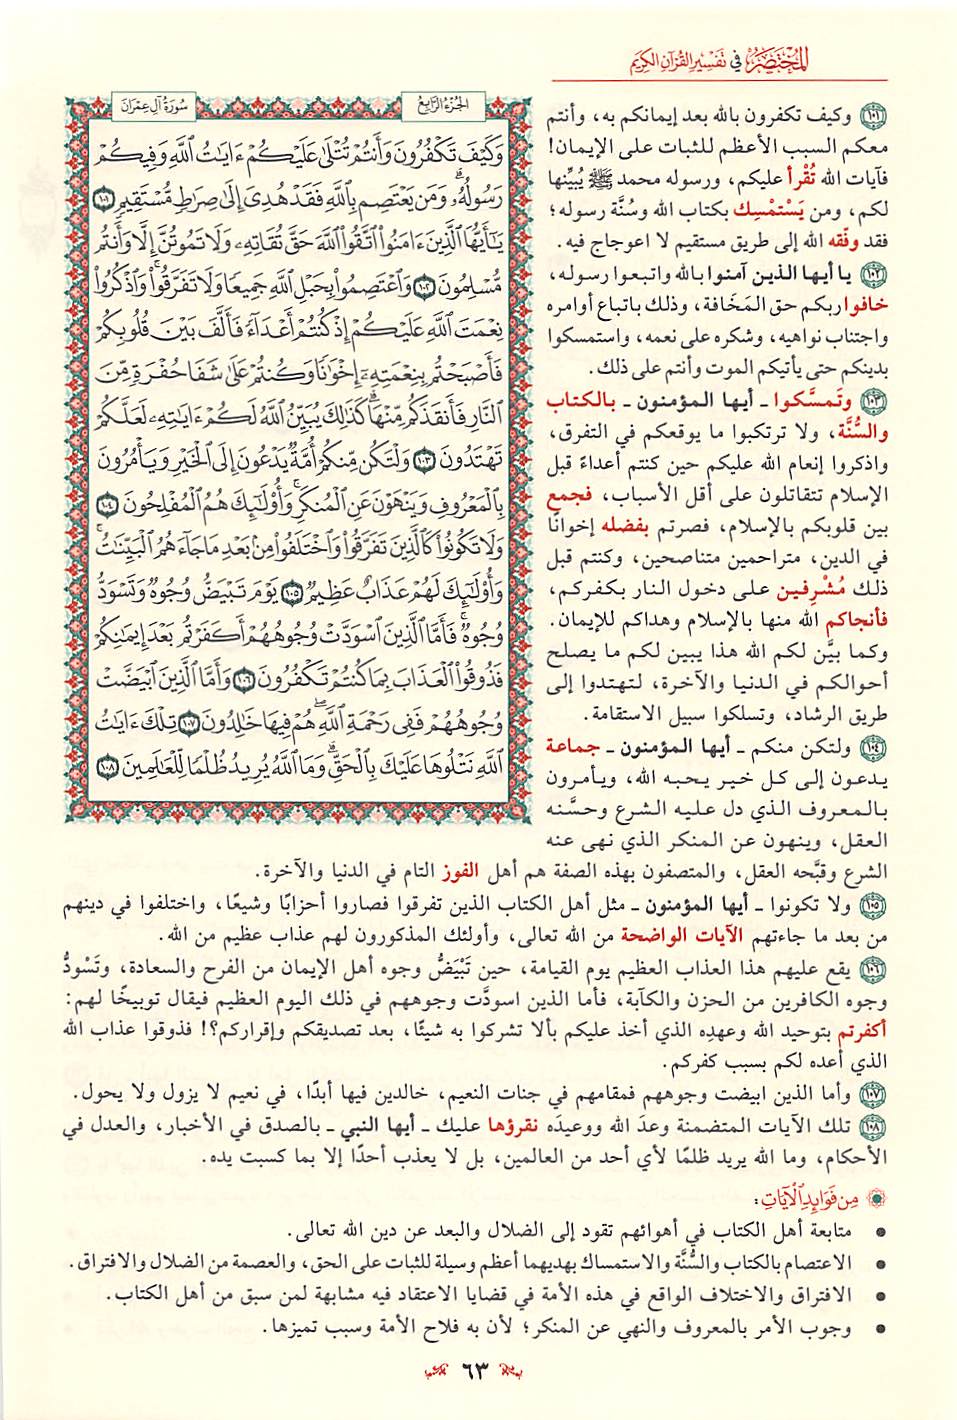 المختصر في تفسير القرآن الكريم
سورة آل عمران
الجزء الرابع
وَكَيۡفَ تَكۡفُرُونَ وَأَنتُمۡ تُتۡلَىٰ عَلَيۡكُمۡ ءَايَٰتُ ٱللَّهِ وَفِيكُمۡ
رَسُولُهُۥۗ وَمَن يَعۡتَصِم بِٱللَّهِ فَقَدۡ هُدِيَ إِلَىٰ صِرَٰطٖ مُّسۡتَقِيمٖ ١٠١
يَٰٓأَيُّهَا ٱلَّذِينَ ءَامَنُواْ ٱتَّقُواْ ٱللَّهَ حَقَّ تُقَاتِهِۦ وَلَا تَمُوتُنَّ إِلَّا وَأَنتُم
مُّسۡلِمُونَ ١٠٢ وَٱعۡتَصِمُواْ بِحَبۡلِ ٱللَّهِ جَمِيعٗا وَلَا تَفَرَّقُواْۚ وَٱذۡكُرُواْ
نِعۡمَتَ ٱللَّهِ عَلَيۡكُمۡ إِذۡ كُنتُمۡ أَعۡدَآءٗ فَأَلَّفَ بَيۡنَ قُلُوبِكُمۡ
فَأَصۡبَحۡتُم بِنِعۡمَتِهِۦٓ إِخۡوَٰنٗا وَكُنتُمۡ عَلَىٰ شَفَا حُفۡرَةٖ مِّنَ
ٱلنَّارِ فَأَنقَذَكُم مِّنۡهَاۗ كَذَٰلِكَ يُبَيِّنُ ٱللَّهُ لَكُمۡ ءَايَٰتِهِۦ لَعَلَّكُمۡ
تَهۡتَدُونَ ١٠٣ وَلۡتَكُن مِّنكُمۡ أُمَّةٞ يَدۡعُونَ إِلَى ٱلۡخَيۡرِ وَيَأۡمُرُونَ
بِٱلۡمَعۡرُوفِ وَيَنۡهَوۡنَ عَنِ ٱلۡمُنكَرِۚ وَأُوْلَٰٓئِكَ هُمُ ٱلۡمُفۡلِحُونَ ١٠٤
وَلَا تَكُونُواْ كَٱلَّذِينَ تَفَرَّقُواْ وَٱخۡتَلَفُواْ مِنۢ بَعۡدِ مَا جَآءَهُمُ ٱلۡبَيِّنَٰتُۚ
وَأُوْلَٰٓئِكَ لَهُمۡ عَذَابٌ عَظِيمٞ ١٠٥ يَوۡمَ تَبۡيَضُّ وُجُوهٞ وَتَسۡوَدُّ
وُجُوهٞۚ فَأَمَّا ٱلَّذِينَ ٱسۡوَدَّتۡ وُجُوهُهُمۡ أَكَفَرۡتُم بَعۡدَ إِيمَٰنِكُمۡ
فَذُوقُواْ ٱلۡعَذَابَ بِمَا كُنتُمۡ تَكۡفُرُونَ ١٠٦ وَأَمَّا ٱلَّذِينَ ٱبۡيَضَّتۡ
وُجُوهُهُمۡ فَفِي رَحۡمَةِ ٱللَّهِۖ هُمۡ فِيهَا خَٰلِدُونَ ١٠٧ تِلۡكَ ءَايَٰتُ
ٱللَّهِ نَتۡلُوهَا عَلَيۡكَ بِٱلۡحَقِّۗ وَمَا ٱللَّهُ يُرِيدُ ظُلۡمٗا لِّلۡعَٰلَمِينَ ١٠٨
١٠١ وكيف تكفرون بالله بعد إيمانكم به، وأنتم
معكم السبب الأعظم للثبات على الإيمان!
فآيات الله تُقْرأ عليكم، ورسوله محمد ﷺ يُبيِّنها
لكم، ومن يَسْتمْسِك بكتاب الله وسُنَّة رسوله؛
فقد وفَّقه الله إلى طريق مستقيم لا اعوجاج فيه.
١٠٢ يا أيها الذين آمنوا بالله واتبعوا رسوله،
خافوا ربكم حق المَخَافة، وذلك باتباع أوامره
واجتناب نواهيه، وشكره على نعمه، واستمسكوا
بدينكم حتى يأتيكم الموت وأنتم على ذلك.
١٠٣ وتَمسَّكوا - أيها المؤمنون - بالكتاب
والسُّنَّة، ولا ترتكبوا ما يوقعكم في التفرق،
واذكروا إنعام الله عليكم حين كنتم أعداءً قبل
الإسلام تتقاتلون على أقل الأسباب، فجمع
بين قلوبكم بالإسلام، فصرتم بفضله إخوانًا
في الدين، متراحمين متناصحين، وكنتم قبل
ذلك مُشْرِفين على دخول النار بكفركم،
فأنجاكم الله منها بالإسلام وهداكم للإيمان.
وكما بيَّن لكم الله هذا يبين لكم ما يصلح
أحوالكم في الدنيا والآخرة، لتهتدوا إلى
طريق الرشاد، وتسلكوا سبيل الاستقامة.
١٠٤ ولتكن منكم - أيها المؤمنون - جماعة
يدعون إلى كل خير يحبه الله، ويأمرون
بالمعروف الذي دل عليه الشرع وحسَّنه
العقل، وينهون عن المنكر الذي نهى عنه
الشرع وقبَّحه العقل، والمتصفون بهذه الصفة هم أهل الفوز التام في الدنيا والآخرة.
١٠٥ ولا تكونوا - أيها المؤمنون - مثل أهل الكتاب الذين تفرقوا فصاروا أحزابًا وشيعًا، واختلفوا في دينهم
من بعد ما جاءتهم الآيات الواضحة من الله تعالى، وأولئك المذكورون لهم عذاب عظيم من الله.
١٠٦ يقع عليهم هذا العذاب العظيم يوم القيامة، حين تَبْيَضُّ وجوه أهل الإيمان من الفرح والسعادة، وتَسْودُّ
وجوه الكافرين من الحزن والكآبة، فأما الذين اسودَّت وجوههم في ذلك اليوم العظيم فيقال توبيخًا لهم:
أكفرتم بتوحيد الله وعهدِه الذي أخذ عليكم بألا تشركوا به شيئًا، بعد تصديقكم وإقراركم؟! فذوقوا عذاب الله
الذي أعده لكم بسبب كفركم.
١٠٧ وأما الذين ابيضت وجوههم فمقامهم في جنات النعيم، خالدين فيها أبدًا، في نعيم لا يزول ولا يحول.
١٠٨ تلك الآيات المتضمنة وعدَ الله ووعيدَه نقرؤها عليك - أيها النبي - بالصدق في الأخبار، والعدل في
الأحكام، وما الله يريد ظلمًا لأي أحد من العالمين، بل لا يعذب أحدًا إلا بما كسبت يده.
من فوائد الآيات:
• متابعة أهل الكتاب في أهوائهم تقود إلى الضلال والبعد عن دين الله تعالى.
• الاعتصام بالكتاب والسُّنَّة والاستمساك بهديهما أعظم وسيلة للثبات على الحق، والعصمة من الضلال والافتراق.
• الافتراق والاختلاف الواقع في هذه الأمة في قضايا الاعتقاد فيه مشابهة لمن سبق من أهل الكتاب.
• وجوب الأمر بالمعروف والنهي عن المنكر؛ لأن به فلاح الأمة وسبب تميزها.
٦٣